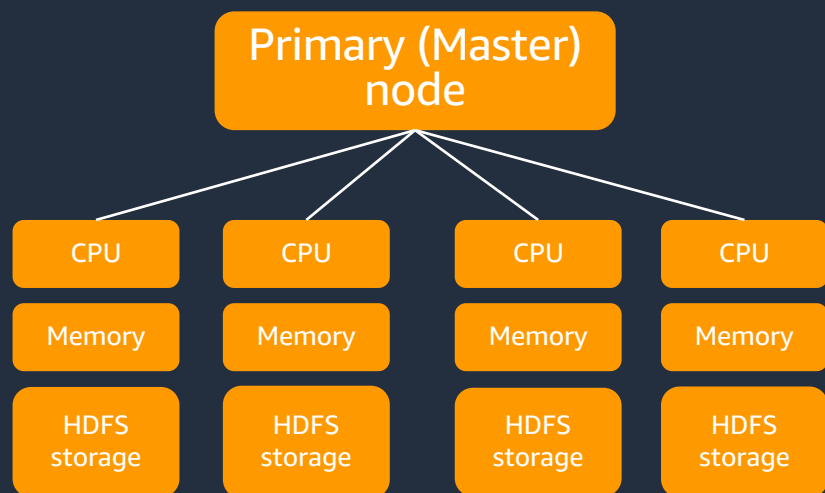 Primary (Master)
node
CPU
CPU
CPU
CPU
Memory
Memory
Memory
Memory
HDFS
storage
HDFS
storage
HDFS
storage
HDFS
storage